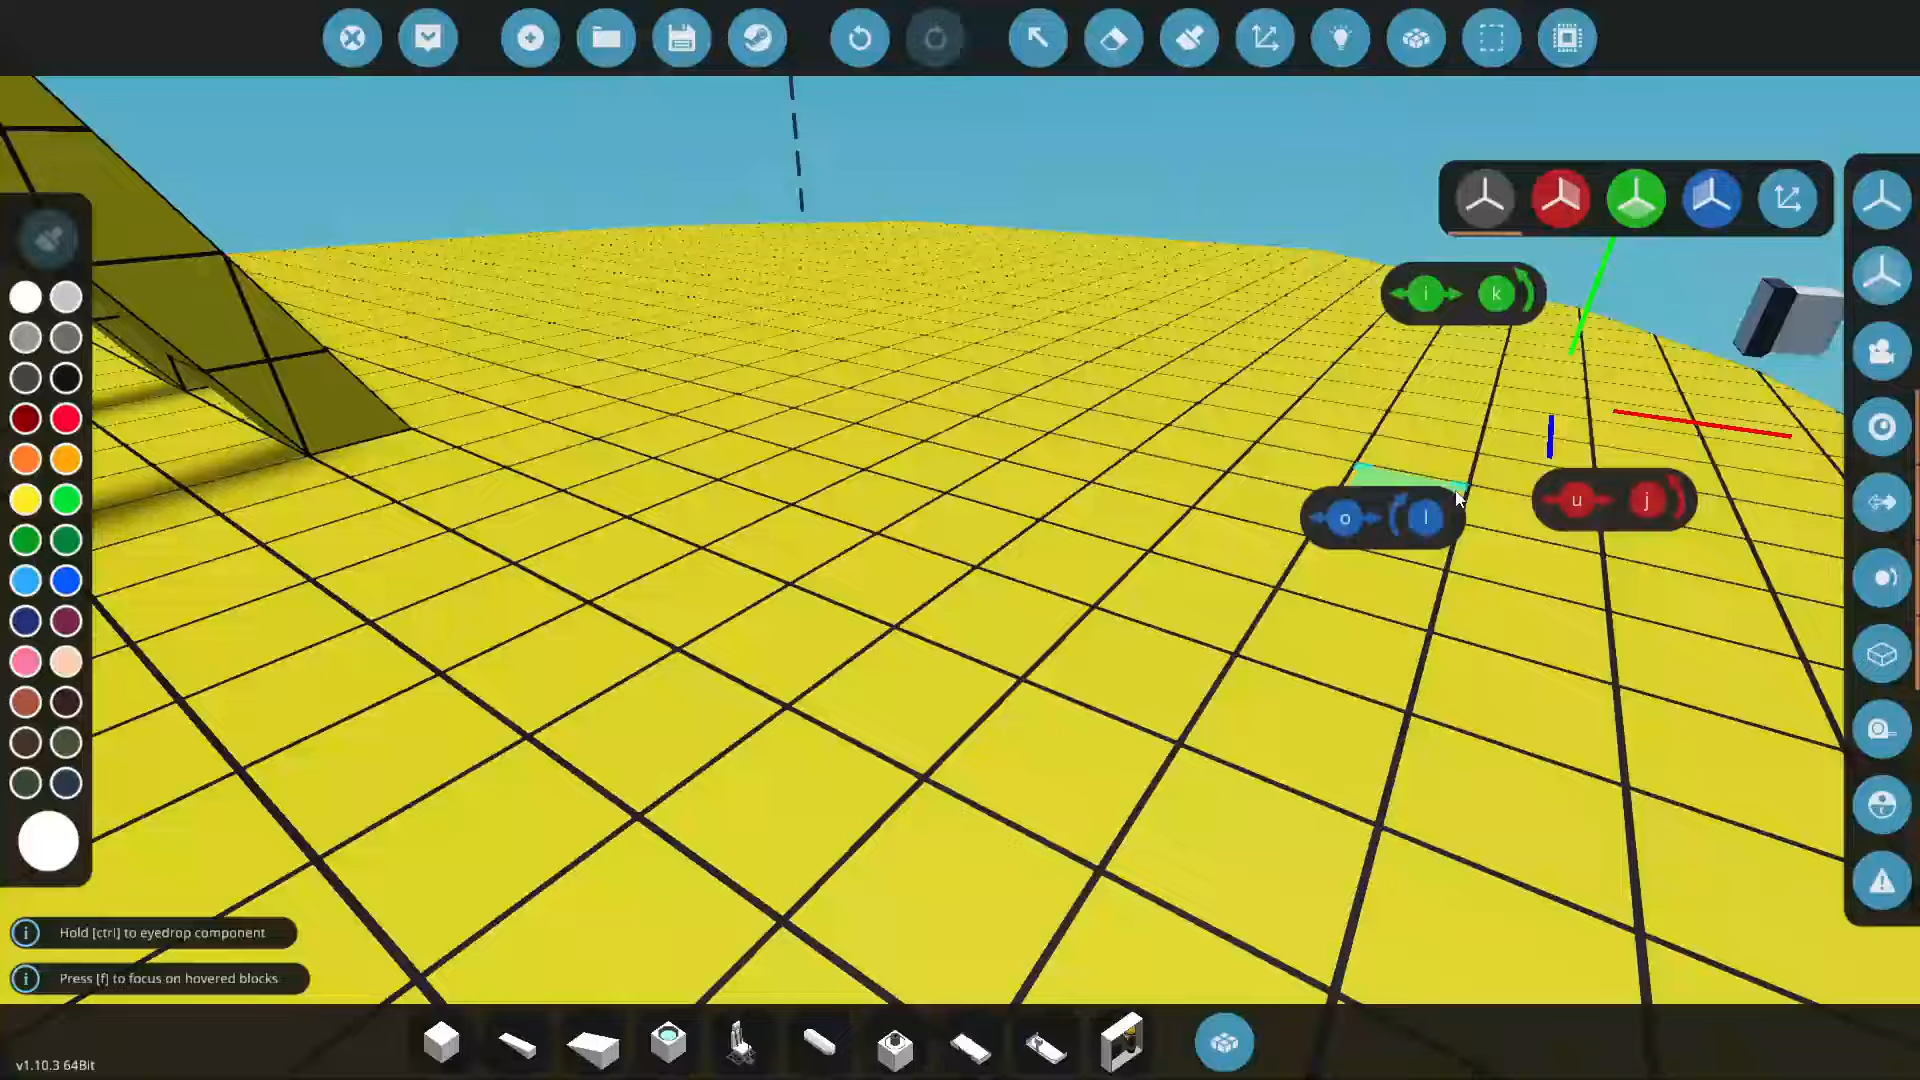 i k
o l
u j
Hold [ctrl] to eyedrop component
Press [f] to focus on hovered blocks
v1.10.3 64Bit